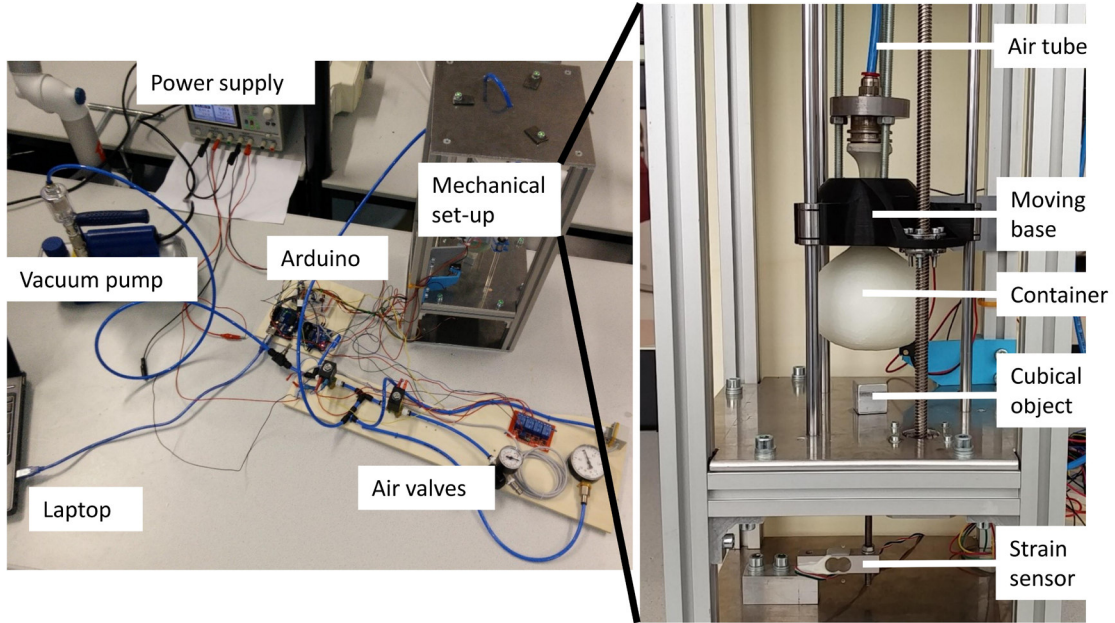 Power supply
Mechanical
set-up
Arduino
Vacuum pump
Air valves
Laptop
Air tube
Moving
base
Container
Cubical
object
Strain
sensor